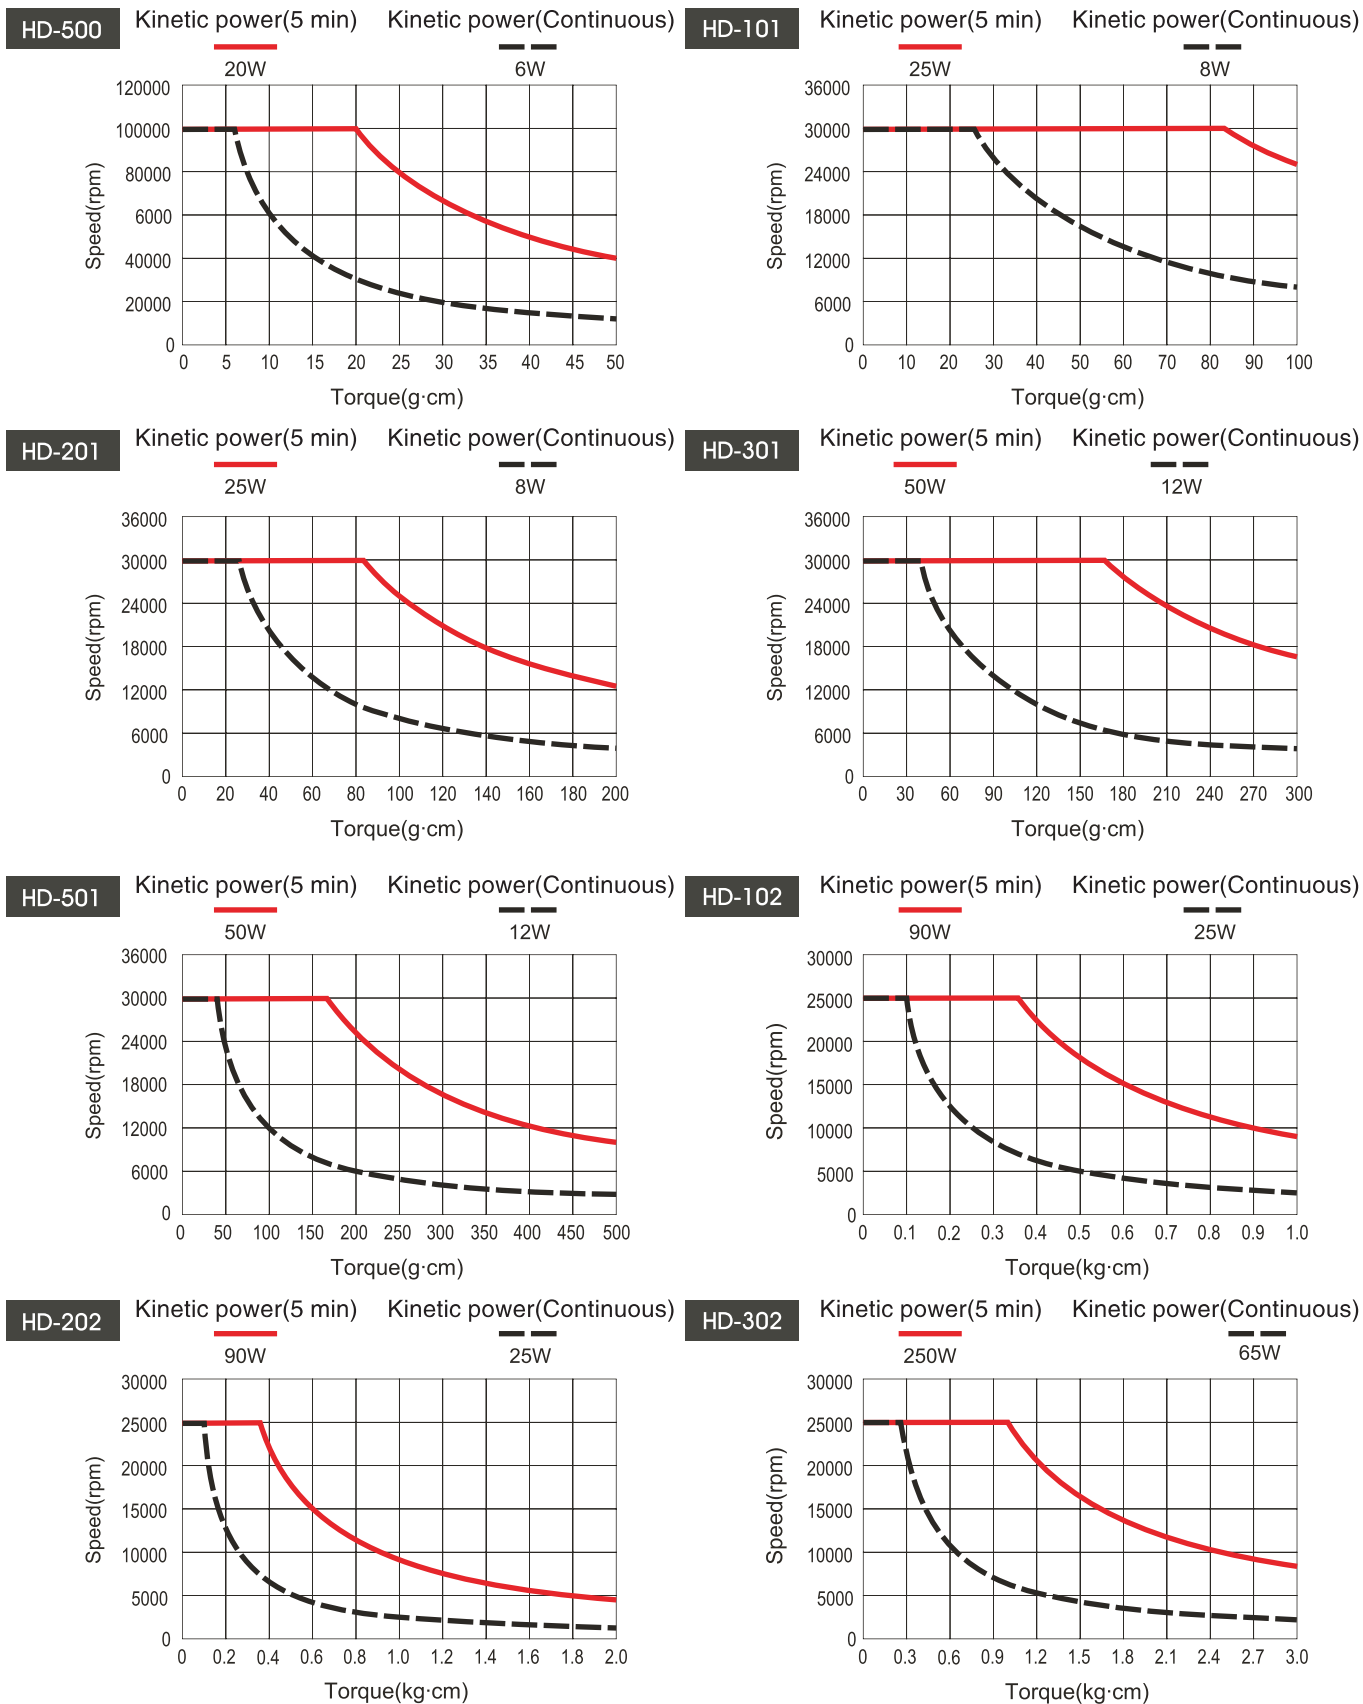 HD-500 Kinetic power(5 min) Kinetic power(Continuous)
20W 6W
120000
100000
80000
6000
40000
20000
0
Speed(rpm)
0 5 10 15 20 25 30 35 40 45 50
Torque(g·cm)
HD-101 Kinetic power(5 min) Kinetic power(Continuous)
25W 8W
36000
30000
24000
18000
12000
6000
0
Speed(rpm)
0 10 20 30 40 50 60 70 80 90 100
Torque(g·cm)
HD-201 Kinetic power(5 min) Kinetic power(Continuous)
25W 8W
36000
30000
24000
18000
12000
6000
0
Speed(rpm)
0 20 40 60 80 100 120 140 160 180 200
Torque(g·cm)
HD-301 Kinetic power(5 min) Kinetic power(Continuous)
50W 12W
36000
30000
24000
18000
12000
6000
0
Speed(rpm)
0 30 60 90 120 150 180 210 240 270 300
Torque(g·cm)
HD-501 Kinetic power(5 min) Kinetic power(Continuous)
50W 12W
36000
30000
24000
18000
12000
6000
0
Speed(rpm)
0 50 100 150 200 250 300 350 400 450 500
Torque(g·cm)
HD-102 Kinetic power(5 min) Kinetic power(Continuous)
90W 25W
30000
25000
20000
15000
10000
5000
0
Speed(rpm)
0 0.1 0.2 0.3 0.4 0.5 0.6 0.7 0.8 0.9 1.0
Torque(kg·cm)
HD-202 Kinetic power(5 min) Kinetic power(Continuous)
90W 25W
30000
25000
20000
15000
10000
5000
0
Speed(rpm)
0 0.2 0.4 0.6 0.8 1.0 1.2 1.4 1.6 1.8 2.0
Torque(kg·cm)
HD-302 Kinetic power(5 min) Kinetic power(Continuous)
250W 65W
30000
25000
20000
15000
10000
5000
0
Speed(rpm)
0 0.3 0.6 0.9 1.2 1.5 1.8 2.1 2.4 2.7 3.0
Torque(kg·cm)